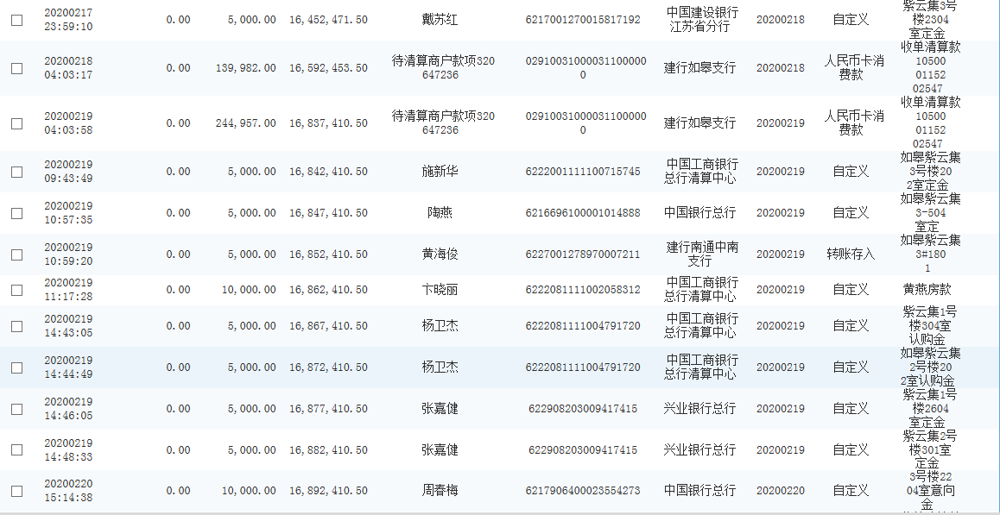 20200217
23:59:10
0.00
5,000.00
16,452,471.50
戴苏红
6217001270015817192
中国建设银行
江苏省分行
20200218
自定义
紫云集3号
楼2304
室定金
20200218
04:03:17
0.00
139,982.00
16,592,453.50
待清算商户款项320
647236
02910031000031100000
0
建行如皋支行
20200218
人民币卡消
费款
收单清算款
10500
01152
02547
20200219
04:03:58
0.00
244,957.00
16,837,410.50
待清算商户款项320
647236
02910031000031100000
0
建行如皋支行
20200219
人民币卡消
费款
收单清算款
10500
01152
02547
20200219
09:43:49
0.00
5,000.00
16,842,410.50
施新华
6222001111100715745
中国工商银行
总行清算中心
20200219
自定义
如皋紫云集
3号楼20
2室定金
20200219
10:57:35
0.00
5,000.00
16,847,410.50
陶燕
6216696100001014888
中国银行总行
20200219
自定义
如皋紫云集
3-504
室定
20200219
10:59:20
0.00
5,000.00
16,852,410.50
黄海俊
6227001278970007211
建行南通中南
支行
20200219
转账存入
如皋紫云集
3#180
1
20200219
11:17:28
0.00
10,000.00
16,862,410.50
卞晓丽
6222081111002058312
中国工商银行
总行清算中心
20200219
自定义
黄燕房款
20200219
14:43:05
0.00
5,000.00
16,867,410.50
杨卫杰
6222081111004791720
中国工商银行
总行清算中心
20200219
自定义
紫云集1号
楼304室
认购金
20200219
14:44:49
0.00
5,000.00
16,872,410.50
杨卫杰
6222081111004791720
中国工商银行
总行清算中心
20200219
自定义
如皋紫云集
2号楼20
2室认购金
20200219
14:46:05
0.00
5,000.00
16,877,410.50
张嘉健
622908203009417415
兴业银行总行
20200219
自定义
紫云集1号
楼2604
室定金
20200219
14:48:33
0.00
5,000.00
16,882,410.50
张嘉健
622908203009417415
兴业银行总行
20200219
自定义
紫云集2号
楼301室
定金
20200220
15:14:38
0.00
10,000.00
16,892,410.50
周春梅
6217906400023554273
中国银行总行
20200220
自定义
3号楼22
04室意向
金